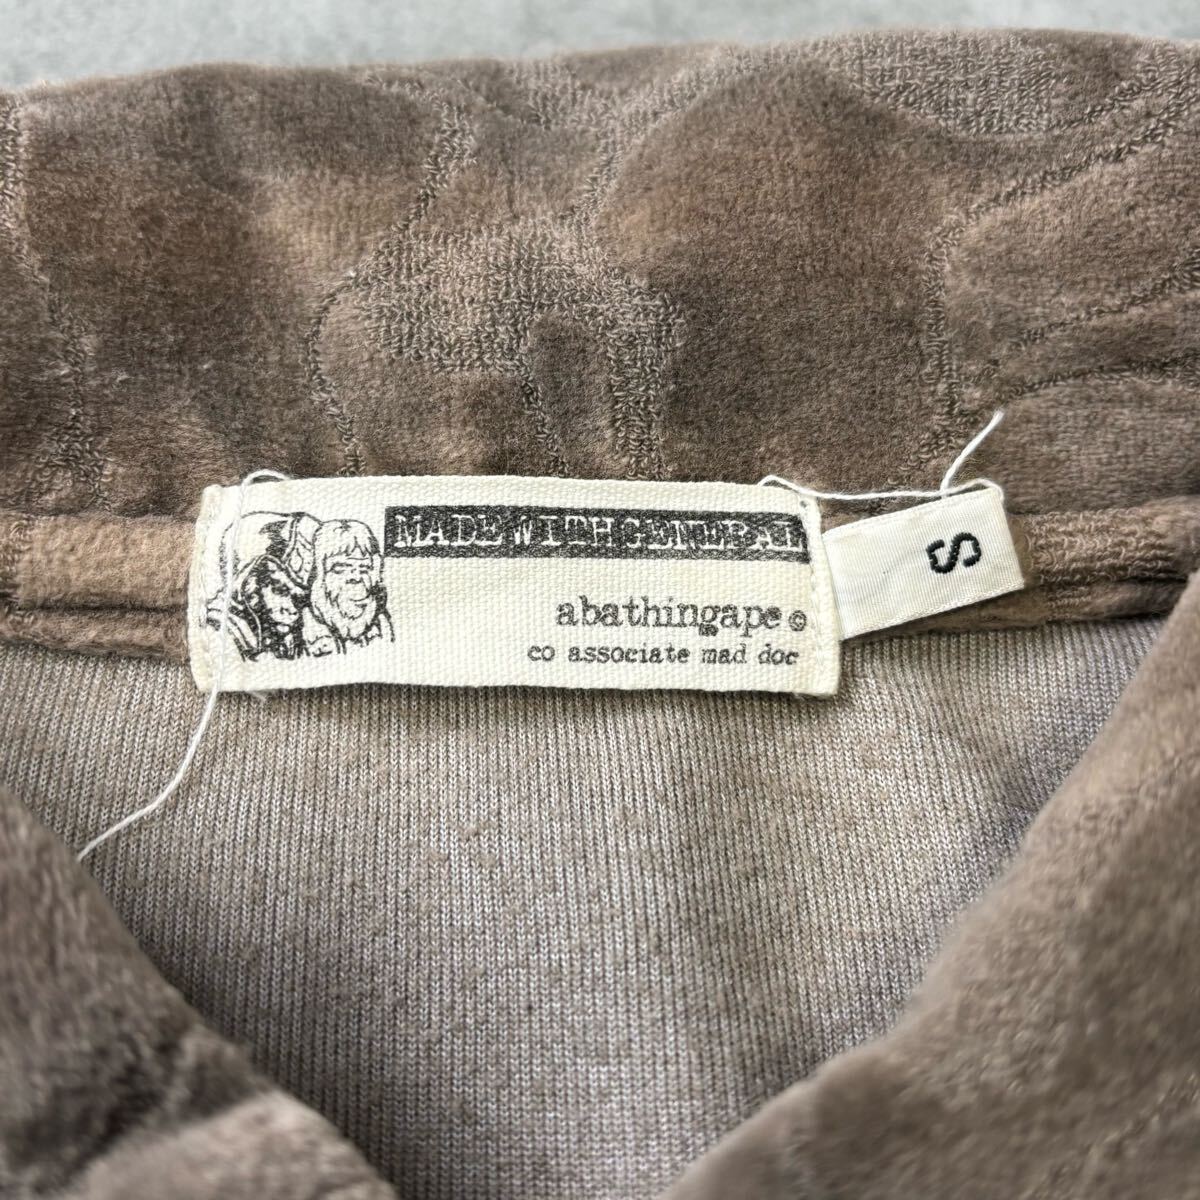 MADE WITH GENERAL
abathingape ©
co associate mad doc
S